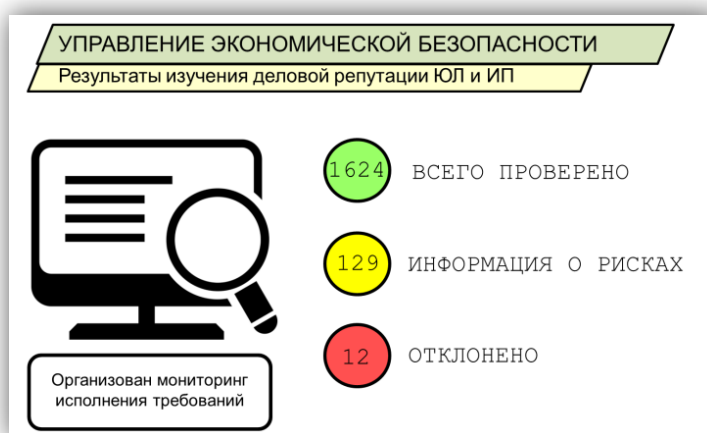 УПРАВЛЕНИЕ ЭКОНОМИЧЕСКОЙ БЕЗОПАСНОСТИ
Результаты изучения деловой репутации ЮЛ и ИП
1624 ВСЕГО ПРОВЕРЕНО
129 ИНФОРМАЦИЯ О РИСКАХ
12 ОТКЛОНЕНО
Организован мониторинг
исполнения требований